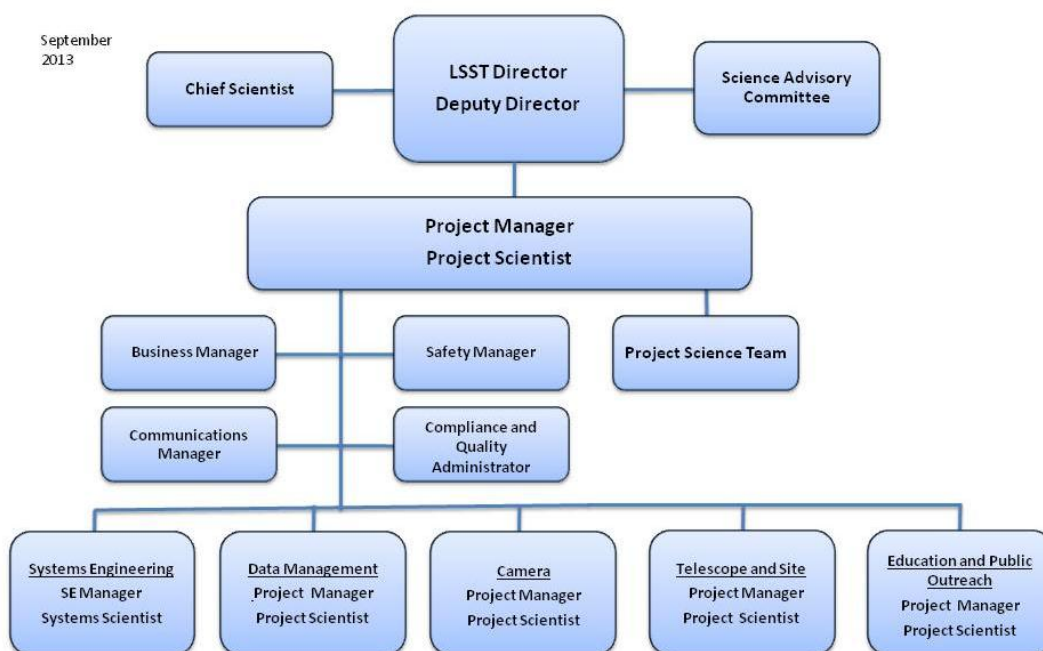 September
2013
Chief Scientist
LSST Director
Deputy Director
Science Advisory
Committee
Project Manager
Project Scientist
Business Manager
Safety Manager
Project Science Team
Communications
Manager
Compliance and
Quality
Administrator
Systems Engineering
SE Manager
Systems Scientist
Data Management
.Project Manager
Project Scientist
Camera
Project Manager
Project Scientist
Telescope and Site
Project Manager
Project Scientist
Education and Public
Outreach
Project Manager
Project Scientist